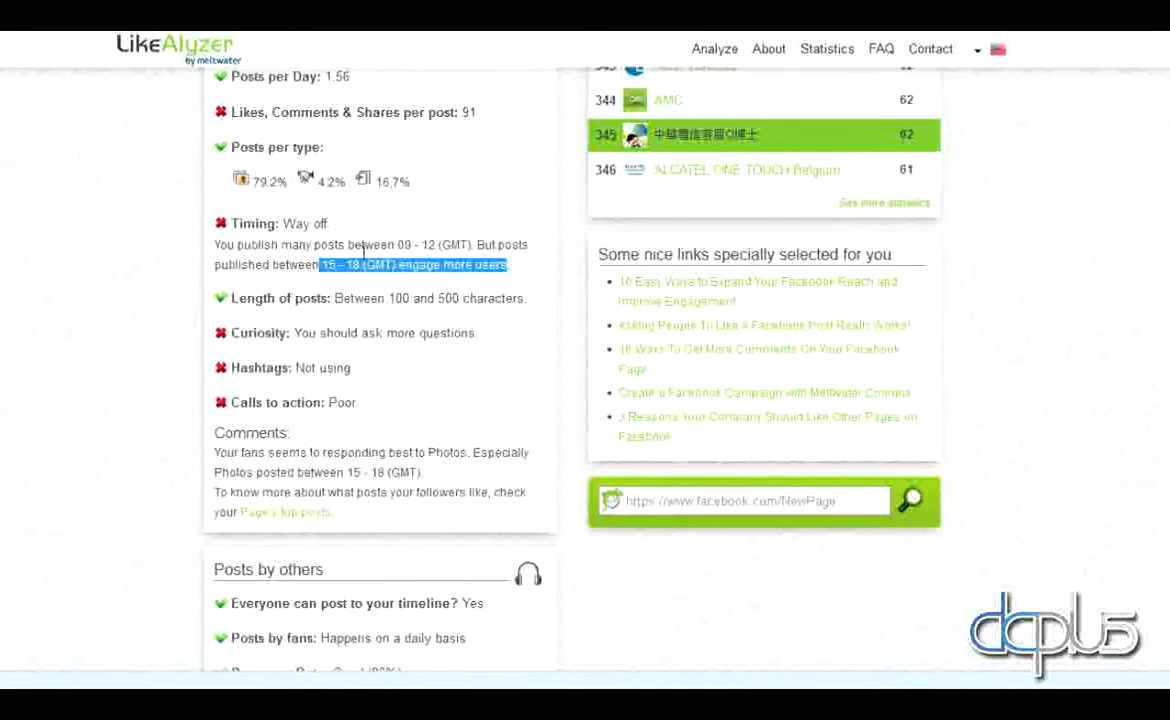 LikeAlyzer
by meltwater
Analyze About Statistics FAQ Contact
Posts per Day: 1.56
Likes, Comments & Shares per post: 91
Posts per type:
79.2% 4.2% 16.7%
Timing: Way off.
You publish many posts between 09 - 12 (GMT). But posts
published between 15 - 18 (GMT) engage more users.
Length of posts: Between 100 and 500 characters.
Curiosity: You should ask more questions.
Hashtags: Not using.
Calls to action: Poor.
Comments:
Your fans seems to responding best to Photos. Especially
Photos posted between 15 - 18 (GMT).
To know more about what posts your followers like, check
your Page's top posts.
Posts by others
Everyone can post to your timeline? Yes
Posts by fans: Happens on a daily basis
344 AMC 62
345 中華電信客服 博士 62
346 ALCATEL ONE TOUCH Belgium 61
See more statistics
Some nice links specially selected for you
10 Easy Ways to Expand Your Facebook Reach and
Improve Engagement
Asking People To Like a Facebook Post Really Works!
16 Ways To Get More Comments On Your Facebook
Page
Create a Facebook Campaign with Meltwater Connect
3 Reasons Your Company Should Like Other Pages on
Facebook
https://www.facebook.com/NewPage
dcplus